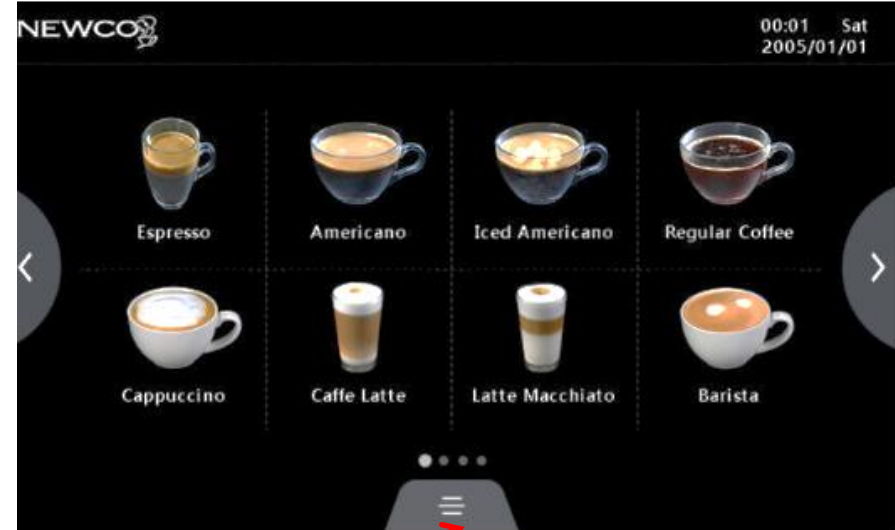 NEWCO
00:01 Sat
2005/01/01
Espresso
Americano
Iced Americano
Regular Coffee
Cappuccino
Caffe Latte
Latte Macchiato
Barista